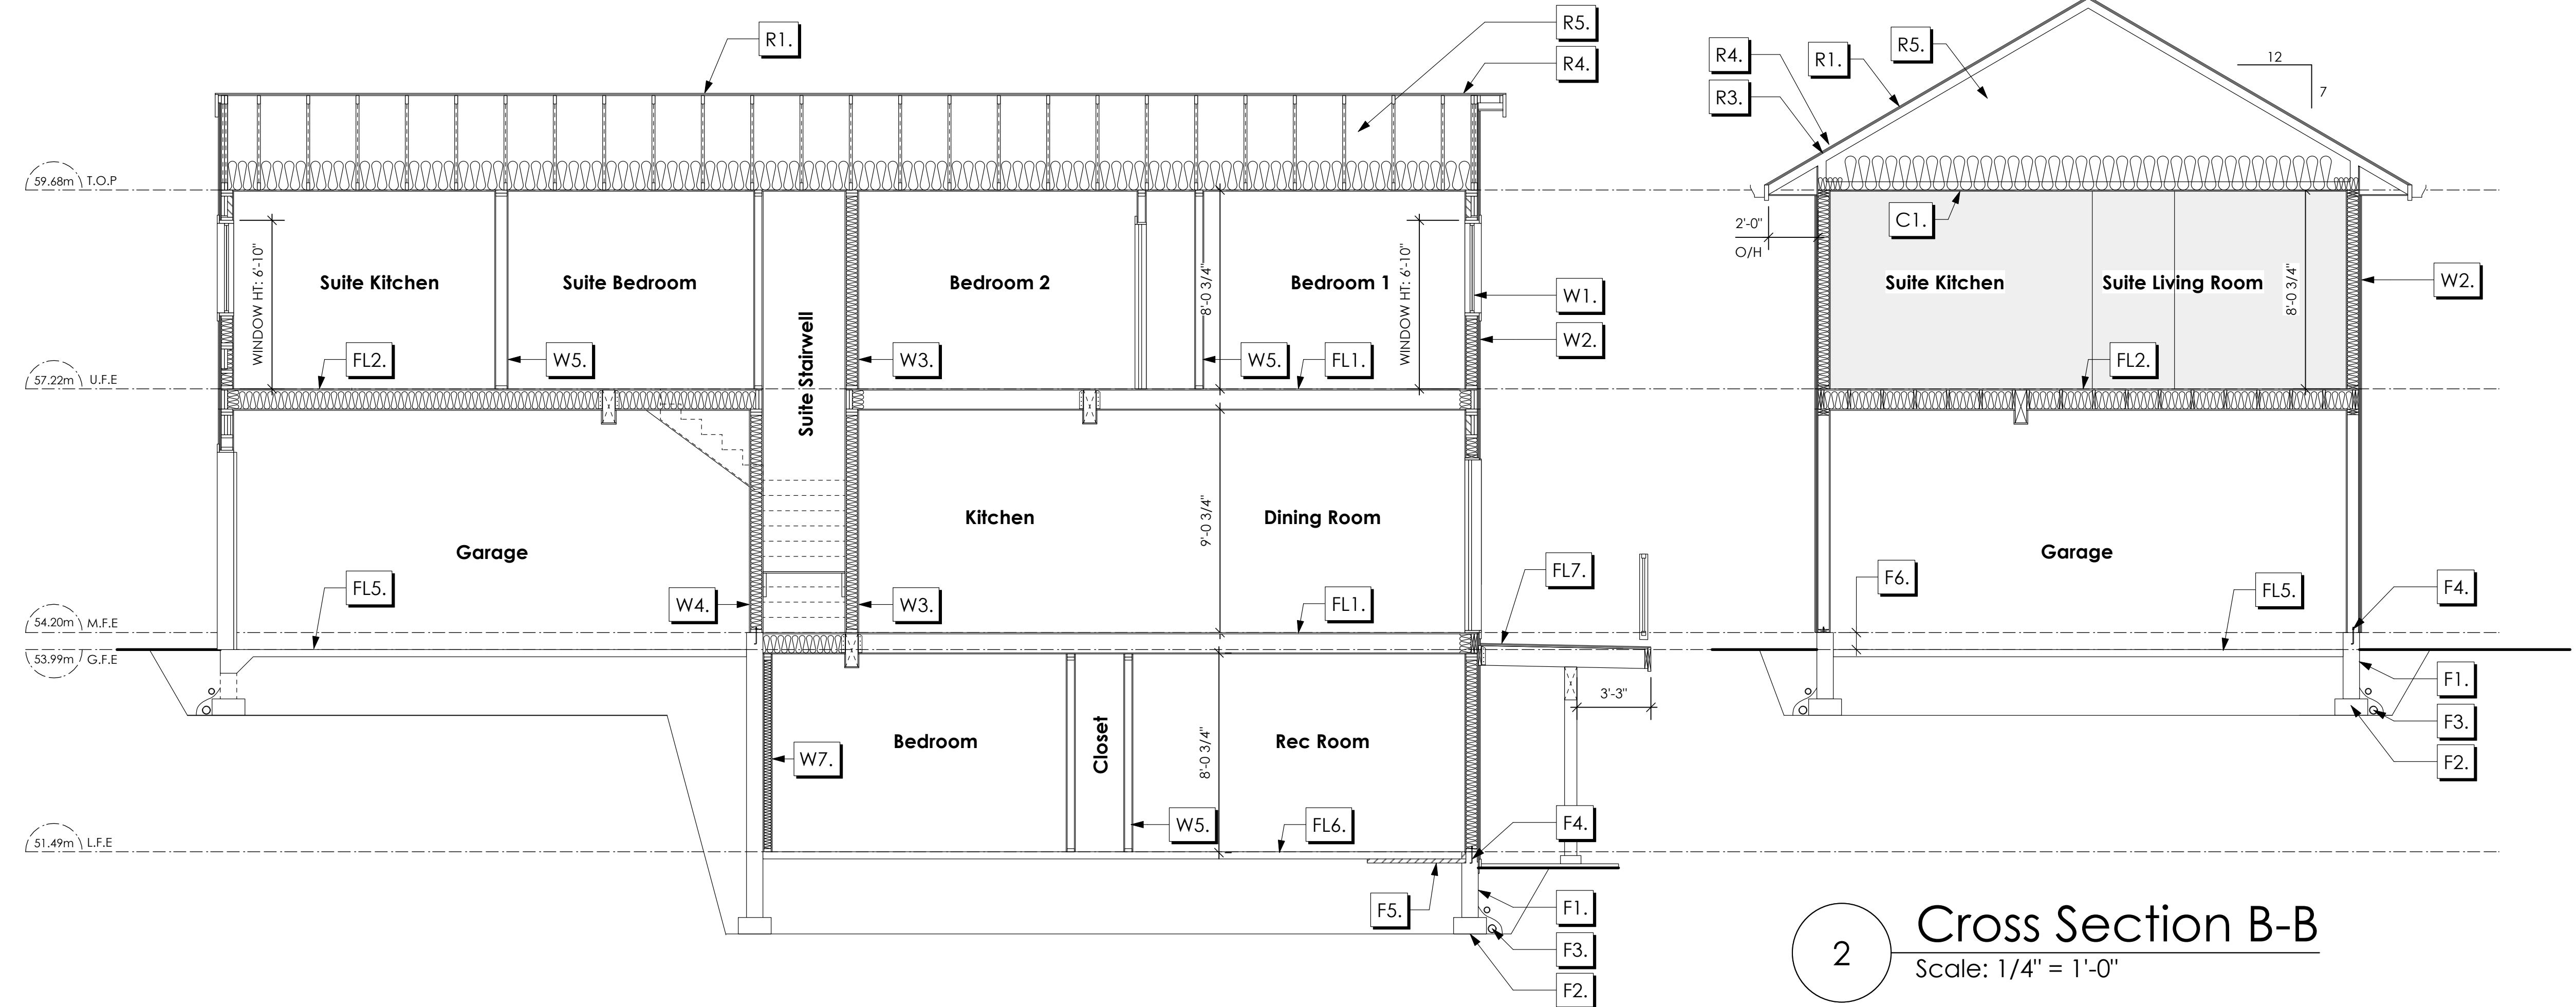 R1.
R5.
R4.
59.68m T.O.P
WINDOW HT: 6'-10"
Suite Kitchen
Suite Bedroom
Suite Stairwell
Bedroom 2
8'-0 3/4"
Bedroom 1
WINDOW HT: 6'-10"
W1.
W2.
FL2.
W5.
W3.
W5.
FL1.
57.22m U.F.E
Kitchen
9'-0 3/4"
Dining Room
Garage
FL5.
W4.
W3.
FL1.
FL7.
54.20m M.F.E
53.99m G.F.E
3'-3"
Bedroom
Closet
8'-0 3/4"
Rec Room
W7.
W5.
FL6.
F4.
51.49m L.F.E
F5.
F1.
F3.
F2.
R4.
R1.
R5.
R3.
12
7
C1.
2'-0"
O/H
Suite Kitchen
Suite Living Room
8'-0 3/4"
W2.
FL2.
Garage
F6.
FL5.
F4.
F1.
F3.
F2.
2
Cross Section B-B
Scale: 1/4" = 1'-0"